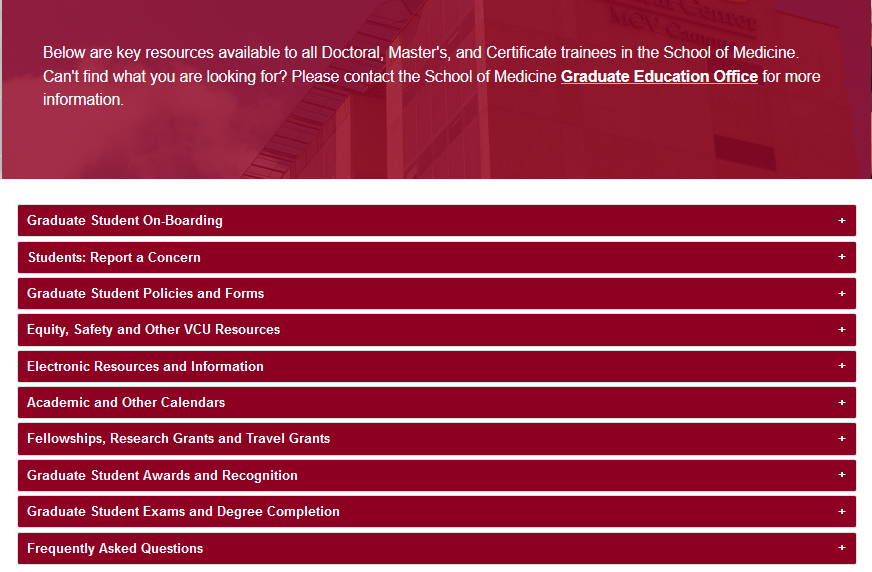 Center
MCV Campus
Below are key resources available to all Doctoral, Master's, and Certificate trainees in the School of Medicine.
Can't find what you are looking for? Please contact the School of Medicine Graduate Education Office for more
information.
Graduate Student On-Boarding +
Students: Report a Concern +
Graduate Student Policies and Forms +
Equity, Safety and Other VCU Resources +
Electronic Resources and Information +
Academic and Other Calendars +
Fellowships, Research Grants and Travel Grants +
Graduate Student Awards and Recognition +
Graduate Student Exams and Degree Completion +
Frequently Asked Questions +